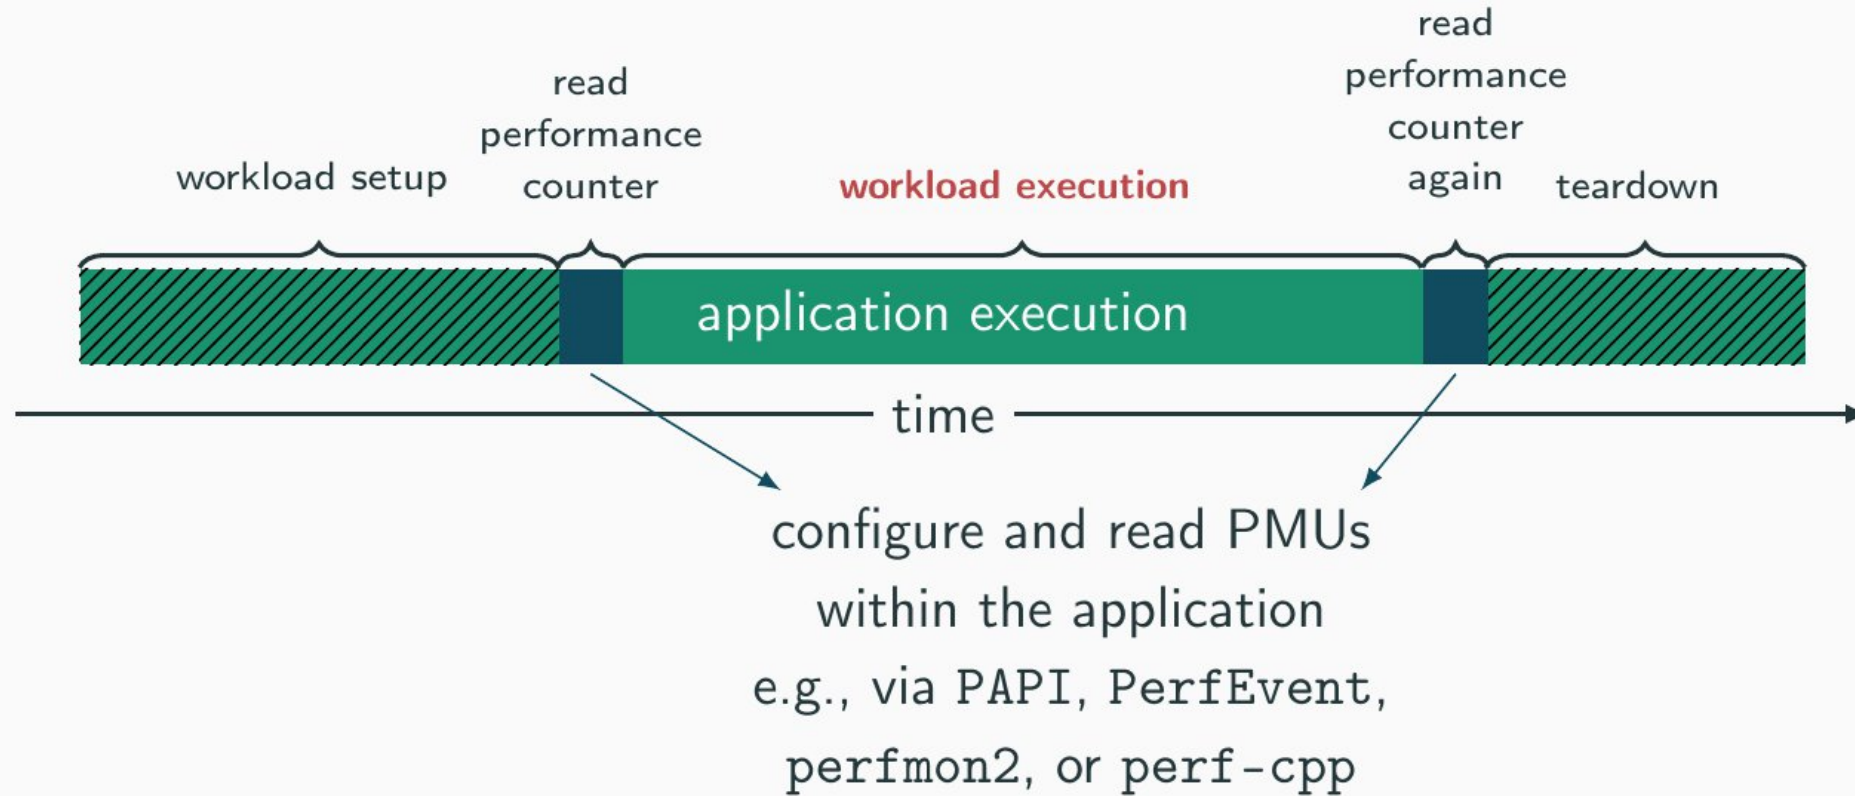 workload setup
read
performance
counter
workload execution
read
performance
counter
again
teardown
application execution
time
configure and read PMUs
within the application
e.g., via PAPI, PerfEvent,
perfmon2, or perf-cpp